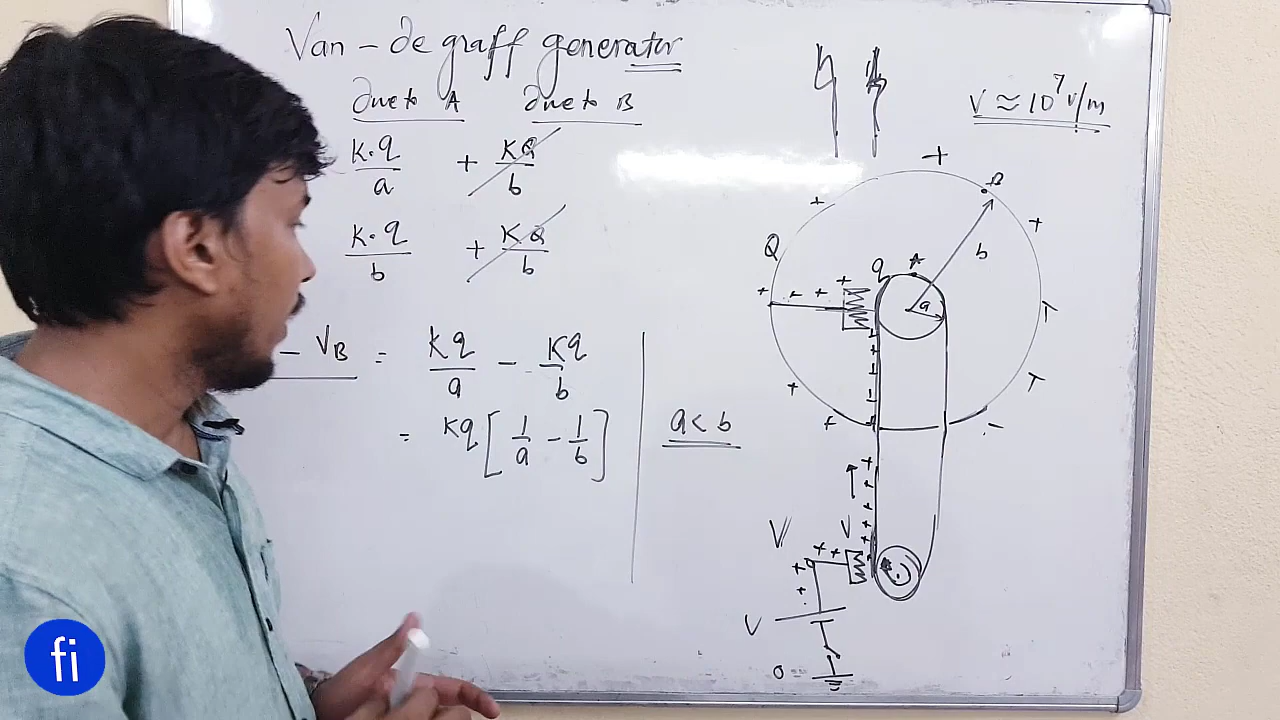 Van - de graff generator
due to A due to B
K.q/a + KQ/b
K.q/b + KQ/b
- VB = Kq/a - Kq/b
= Kq [1/a - 1/b]
a < b
V ≈ 10^7 V/m
B
b
Q
q
A
a
V V
V
0
fi